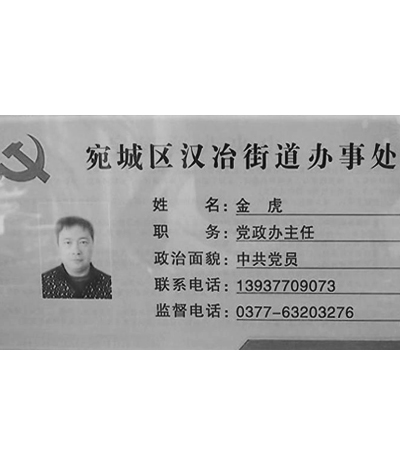 宛城区汉冶街道办事处
姓 名：金 虎
职 务：党政办主任
政治面貌：中共党员
联系电话：13937709073
监督电话：0377-63203276